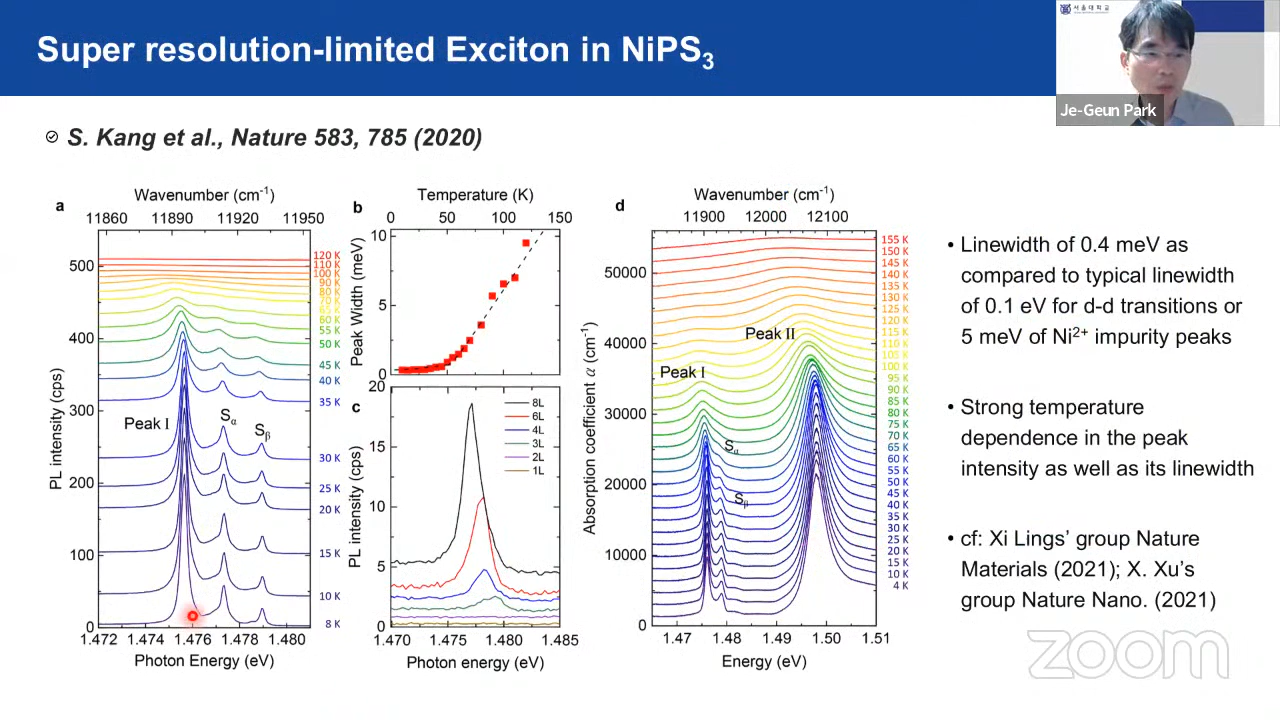 Super resolution-limited Exciton in NiPS3
서울대학교
Je-Geun Park
S. Kang et al., Nature 583, 785 (2020)
a
Wavenumber (cm-1)
11860 11890 11920 11950
PL intensity (cps)
500
400
300
200
100
0
Peak I
Sα
Sβ
120 K
110 K
100 K
90 K
80 K
70 K
65 K
60 K
55 K
50 K
45 K
40 K
35 K
30 K
25 K
20 K
15 K
10 K
8 K
1.472 1.474 1.476 1.478 1.480
Photon Energy (eV)
b
Temperature (K)
0 50 100 150
Peak Width (meV)
10
5
0
c
PL intensity (cps)
20
15
10
5
0
8L
6L
4L
3L
2L
1L
1.470 1.475 1.480 1.485
Photon energy (eV)
d
Wavenumber (cm-1)
11900 12000 12100
Absorption coefficient α (cm-1)
50000
40000
30000
20000
10000
0
Peak II
Peak I
Sα
Sβ
155 K
150 K
145 K
140 K
135 K
130 K
125 K
120 K
115 K
110 K
105 K
100 K
95 K
90 K
85 K
80 K
75 K
70 K
65 K
60 K
55 K
50 K
45 K
40 K
35 K
30 K
25 K
20 K
15 K
10 K
4 K
1.47 1.48 1.49 1.50 1.51
Energy (eV)
• Linewidth of 0.4 meV as
compared to typical linewidth
of 0.1 eV for d-d transitions or
5 meV of Ni2+ impurity peaks
• Strong temperature
dependence in the peak
intensity as well as its linewidth
• cf: Xi Lings' group Nature
Materials (2021); X. Xu's
group Nature Nano. (2021)
zoom